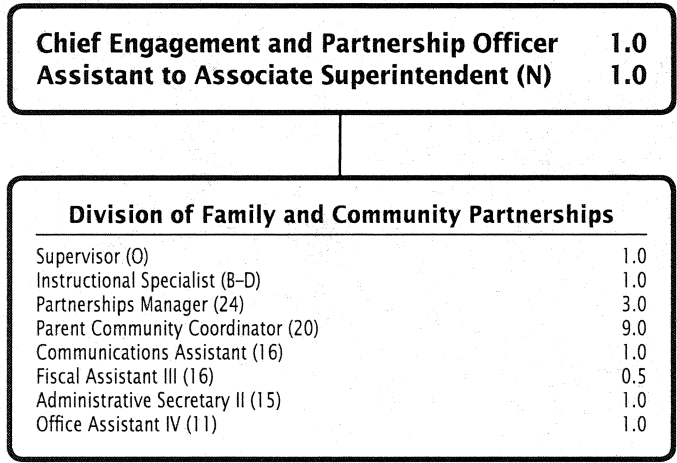 Chief Engagement and Partnership Officer 1.0
Assistant to Associate Superintendent (N) 1.0
Division of Family and Community Partnerships
Supervisor (O) 1.0
Instructional Specialist (B–D) 1.0
Partnerships Manager (24) 3.0
Parent Community Coordinator (20) 9.0
Communications Assistant (16) 1.0
Fiscal Assistant III (16) 0.5
Administrative Secretary II (15) 1.0
Office Assistant IV (11) 1.0